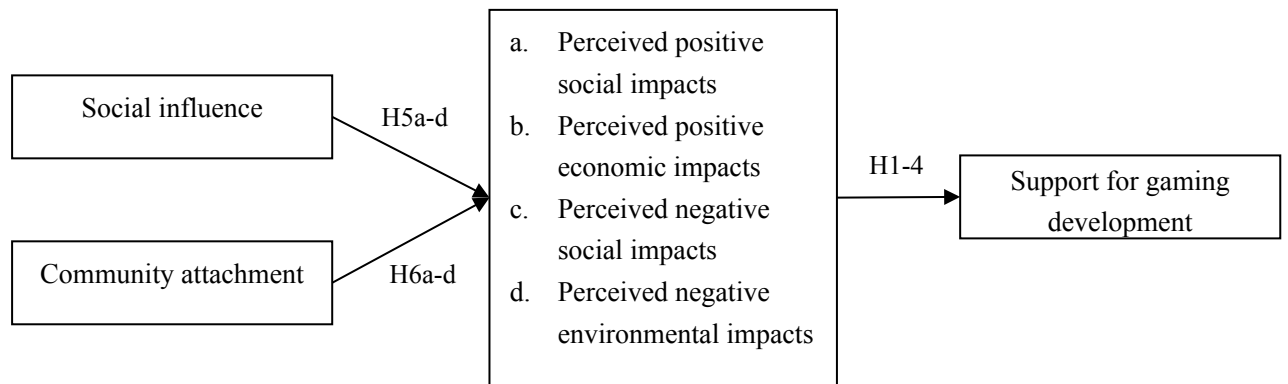 Social influence
Community attachment
H5a-d
H6a-d
a. Perceived positive
social impacts
b. Perceived positive
economic impacts
c. Perceived negative
social impacts
d. Perceived negative
environmental impacts
H1-4
Support for gaming
development